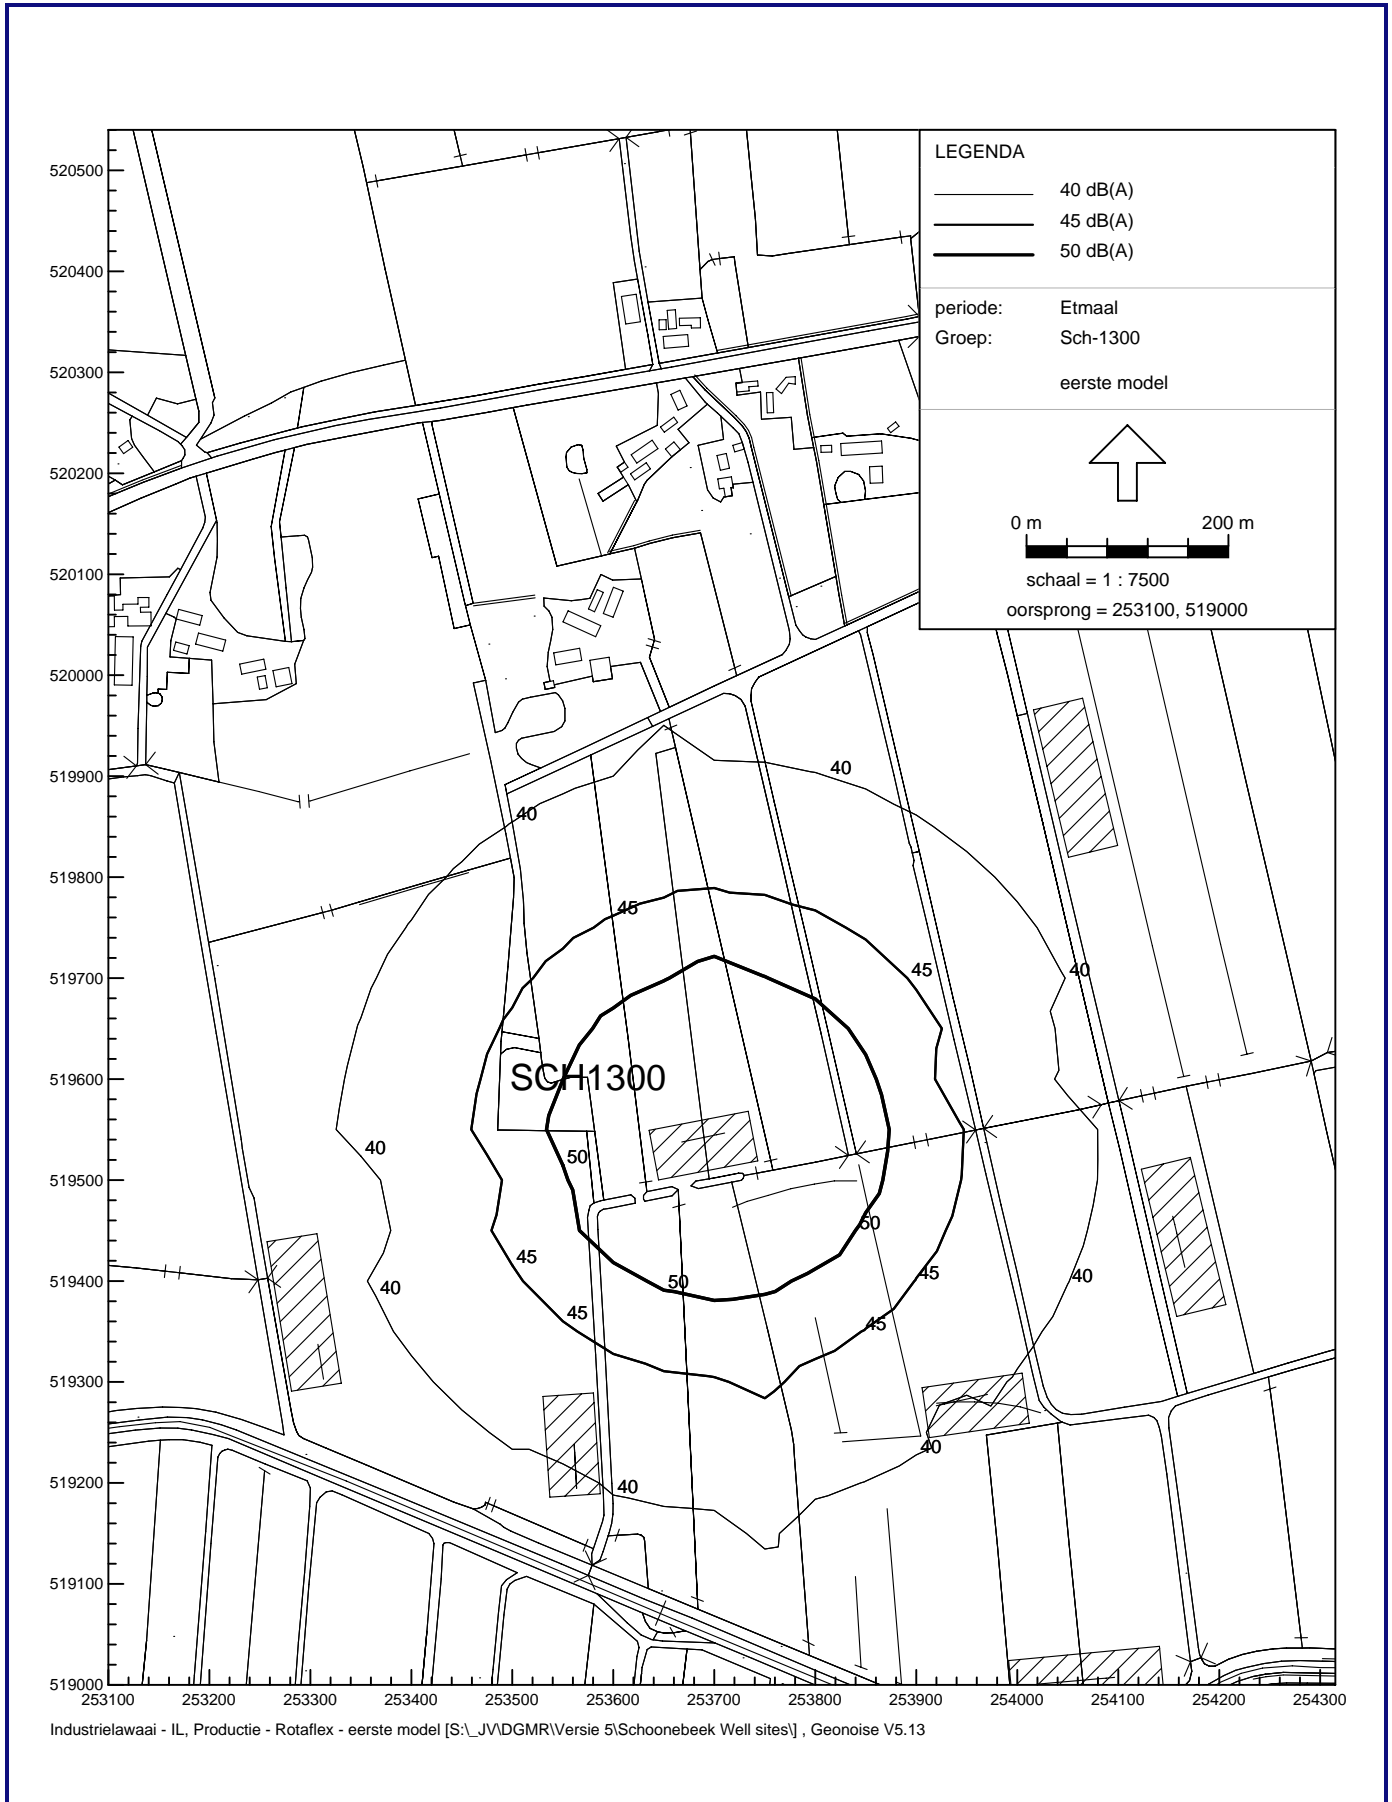 LEGENDA
40 dB(A)
45 dB(A)
50 dB(A)
periode: Etmaal
Groep: Sch-1300
eerste model
0 m 200 m
schaal = 1 : 7500
oorsprong = 253100, 519000
520500
520400
520300
520200
520100
520000
519900
519800
519700
519600
519500
519400
519300
519200
519100
519000
40
40
45
45
40
SCH1300
40
50
50
45
45
40
50
40
45
45
40
40
253100 253200 253300 253400 253500 253600 253700 253800 253900 254000 254100 254200 254300
Industrielawaai - IL, Productie - Rotaflex - eerste model [S:\_JV\DGMR\Versie 5\Schoonebeek Well sites\] , Geonoise V5.13